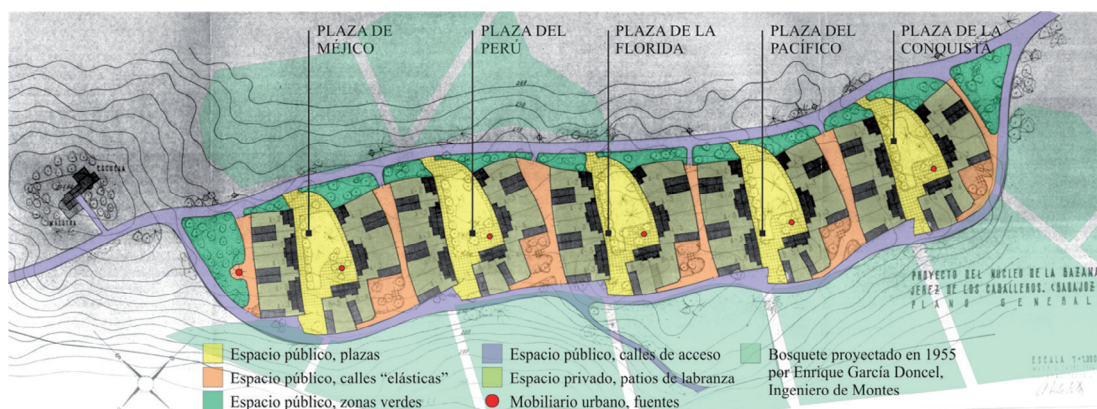 PLAZA DE
MÉJICO
PLAZA DEL
PERÚ
PLAZA DE LA
FLORIDA
PLAZA DEL
PACÍFICO
PLAZA DE LA
CONQUISTA
ESCUELA
MAESTRA
PROYECTO DEL NUCLEO DE LA BAZANA
JEREZ DE LOS CABALLEROS. (BADAJOZ)
PLANO GENERAL
ESCALA
Espacio público, plazas
Espacio público, calles “elásticas”
Espacio público, zonas verdes
Espacio público, calles de acceso
Espacio privado, patios de labranza
Mobiliario urbano, fuentes
Bosquete proyectado en 1955
por Enrique García Doncel,
Ingeniero de Montes